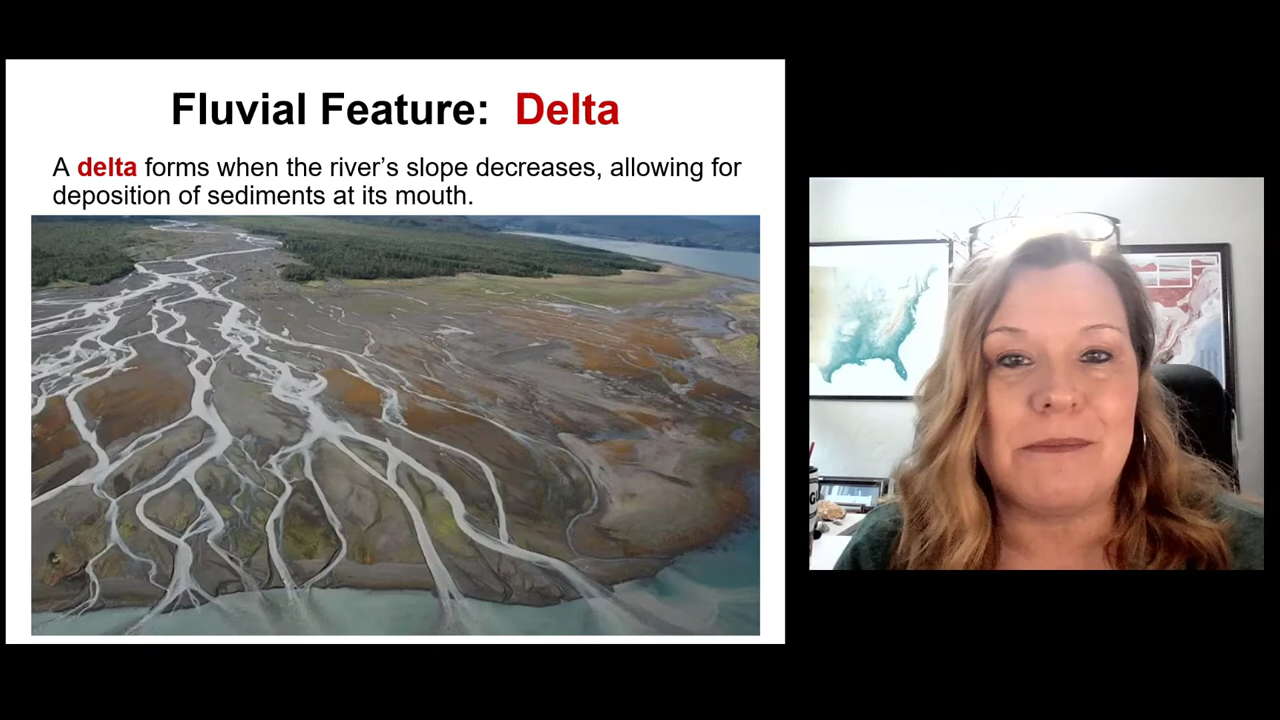 Fluvial Feature: Delta
A delta forms when the river’s slope decreases, allowing for
deposition of sediments at its mouth.